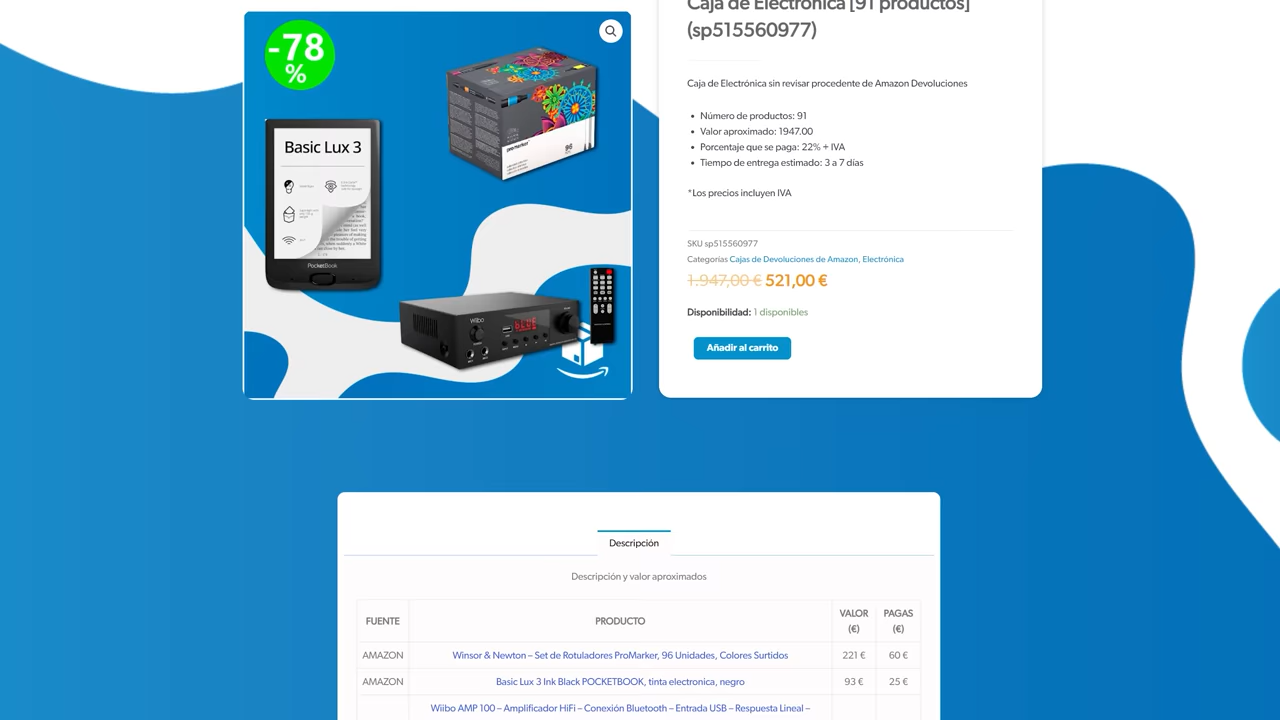 Caja de Electrónica [91 productos]
(sp515560977)
-78
%
Caja de Electrónica sin revisar procedente de Amazon Devoluciones
Número de productos: 91
Valor aproximado: 1947.00
Porcentaje que se paga: 22% + IVA
Tiempo de entrega estimado: 3 a 7 días
*Los precios incluyen IVA
SKU sp515560977
Categorías Cajas de Devoluciones de Amazon, Electrónica
1.947,00 € 521,00 €
Disponibilidad: 1 disponibles
Añadir al carrito
promarker
96
Basic Lux 3
PocketBook
Wiibo
BLUE
Descripción
Descripción y valor aproximados
FUENTE PRODUCTO VALOR (€) PAGAS (€)
AMAZON Winsor & Newton – Set de Rotuladores ProMarker, 96 Unidades, Colores Surtidos 221 € 60 €
AMAZON Basic Lux 3 Ink Black POCKETBOOK, tinta electronica, negro 93 € 25 €
Wiibo AMP 100 – Amplificador HiFi – Conexión Bluetooth – Entrada USB – Respuesta Lineal –